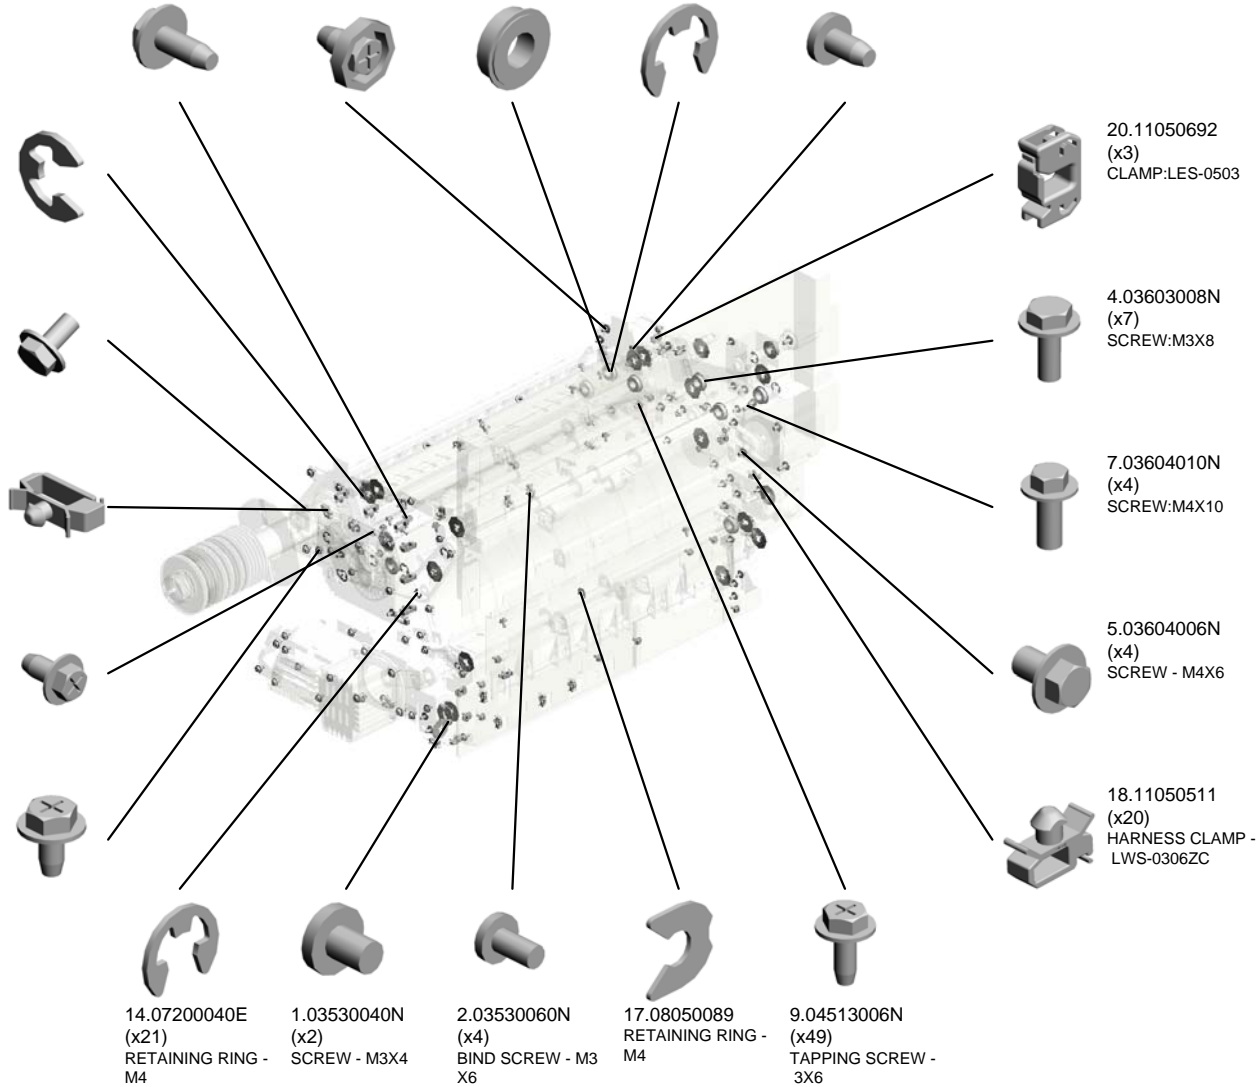 20.11050692
(x3)
CLAMP:LES-0503
4.03603008N
(x7)
SCREW:M3X8
7.03604010N
(x4)
SCREW:M4X10
5.03604006N
(x4)
SCREW - M4X6
18.11050511
(x20)
HARNESS CLAMP -
LWS-0306ZC
14.07200040E
(x21)
RETAINING RING -
M4
1.03530040N
(x2)
SCREW - M3X4
2.03530060N
(x4)
BIND SCREW - M3
X6
17.08050089
RETAINING RING -
M4
9.04513006N
(x49)
TAPPING SCREW -
3X6